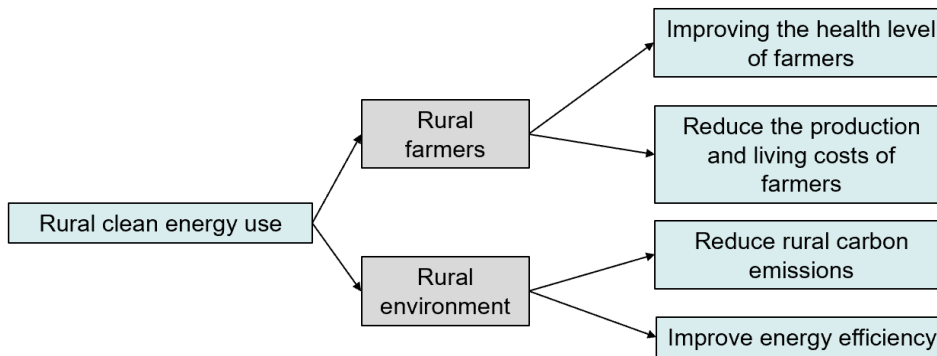 Improving the health level
of farmers
Rural
farmers
Reduce the production
and living costs of
farmers
Rural clean energy use
Reduce rural carbon
emissions
Rural
environment
Improve energy efficiency